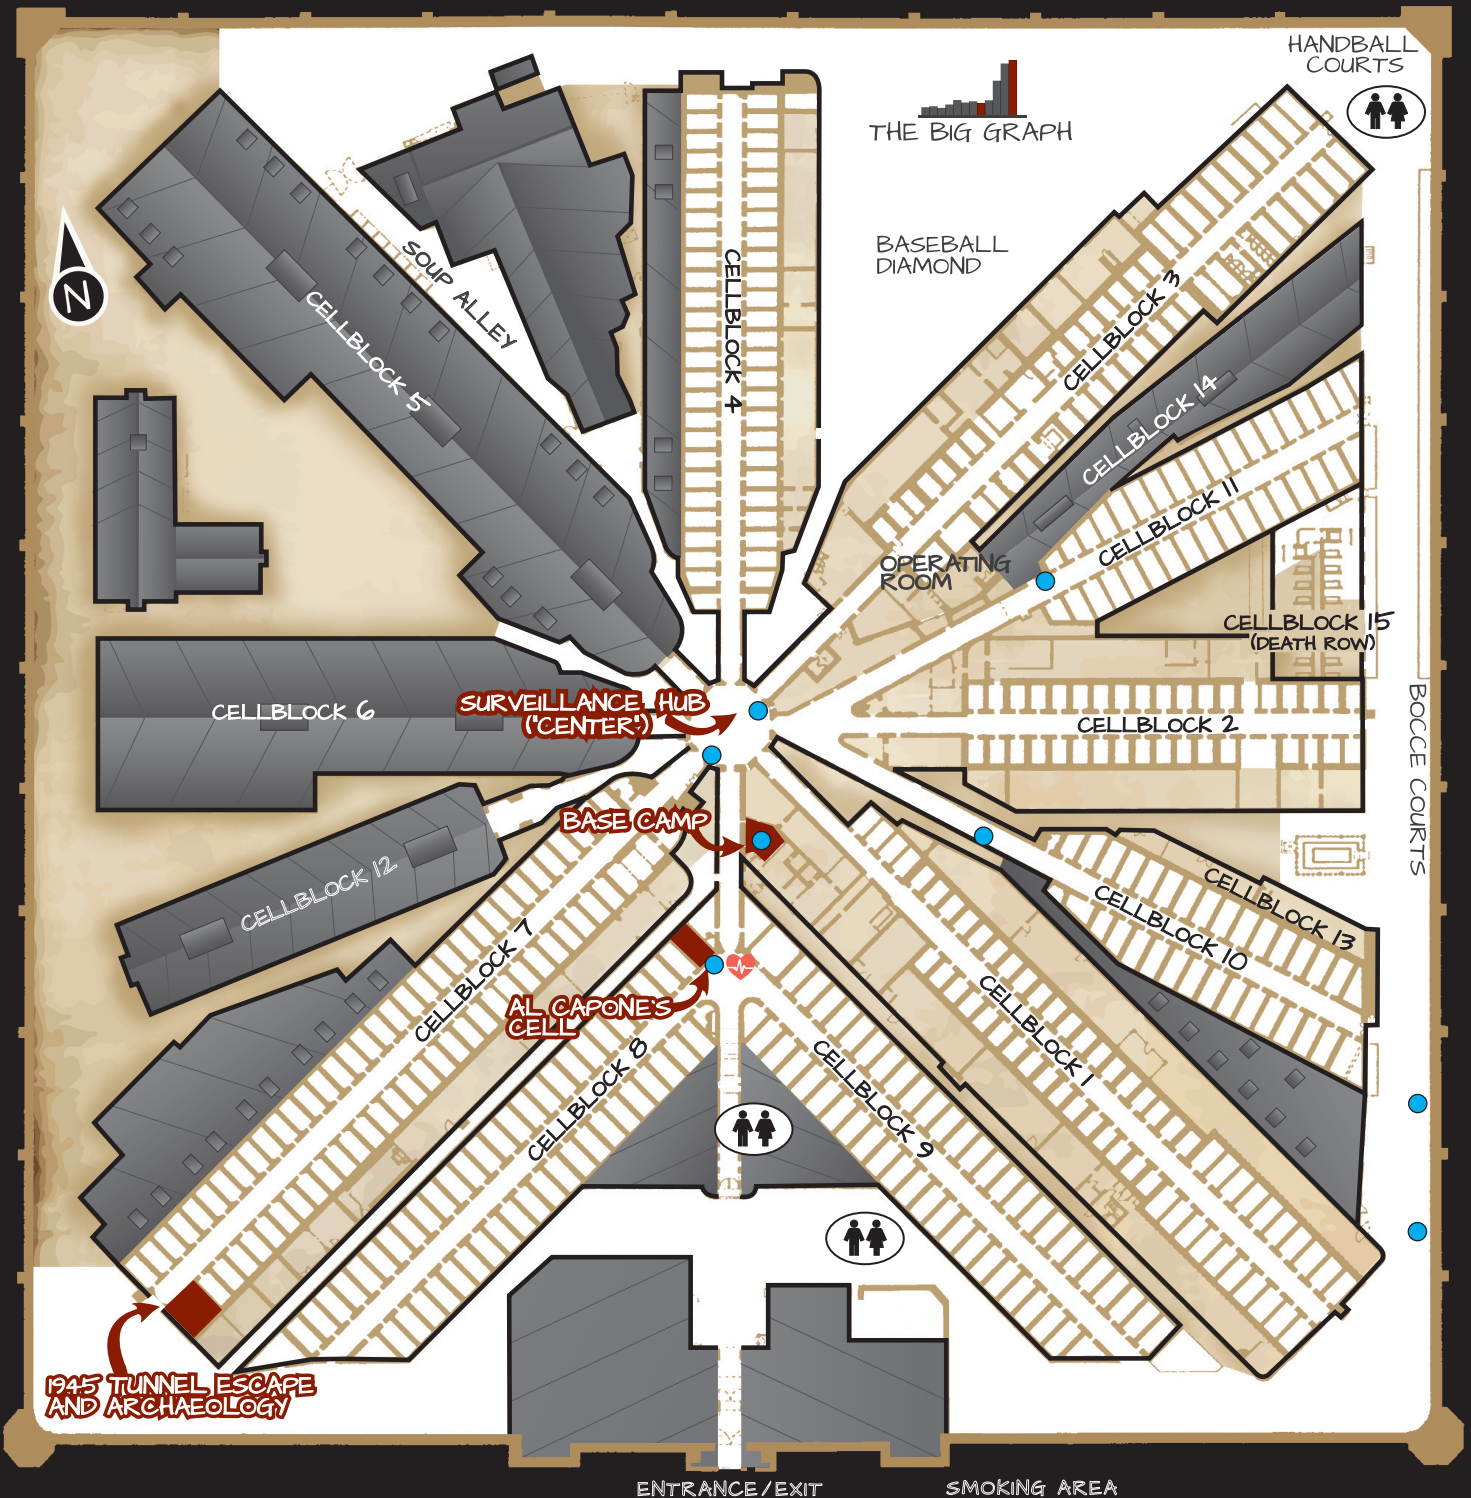 HANDBALL
COURTS
THE BIG GRAPH
BASEBALL
DIAMOND
N
SOUP ALLEY
CELLBLOCK 5
CELLBLOCK 4
CELLBLOCK 3
CELLBLOCK 14
CELLBLOCK 11
OPERATING
ROOM
CELLBLOCK 15
(DEATH ROW)
SURVEILLANCE HUB
("CENTER")
CELLBLOCK 6
CELLBLOCK 2
BOCCE COURTS
BASE CAMP
CELLBLOCK 12
CELLBLOCK 13
CELLBLOCK 10
CELLBLOCK 7
AL CAPONE'S
CELL
CELLBLOCK 1
CELLBLOCK 8
CELLBLOCK 9
1945 TUNNEL ESCAPE
AND ARCHAEOLOGY
ENTRANCE/EXIT
SMOKING AREA